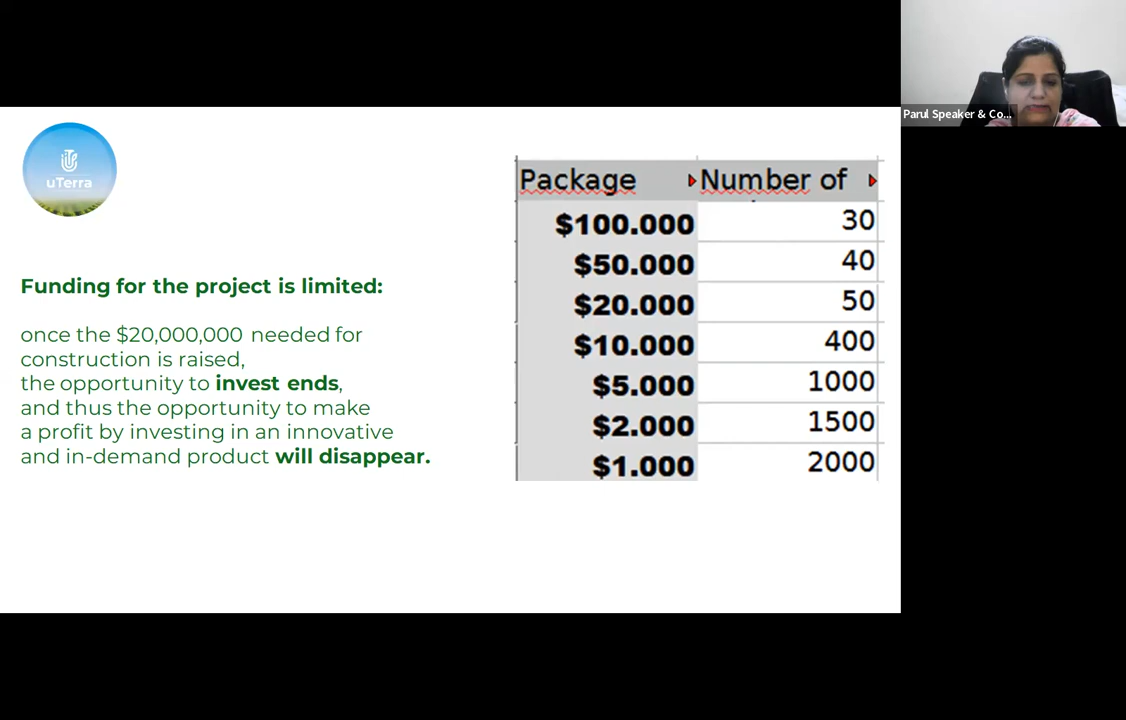 Parul Speaker & Co...
uTerra
Funding for the project is limited:
once the $20,000,000 needed for
construction is raised,
the opportunity to invest ends,
and thus the opportunity to make
a profit by investing in an innovative
and in-demand product will disappear.
Package Number of
$100.000 30
$50.000 40
$20.000 50
$10.000 400
$5.000 1000
$2.000 1500
$1.000 2000